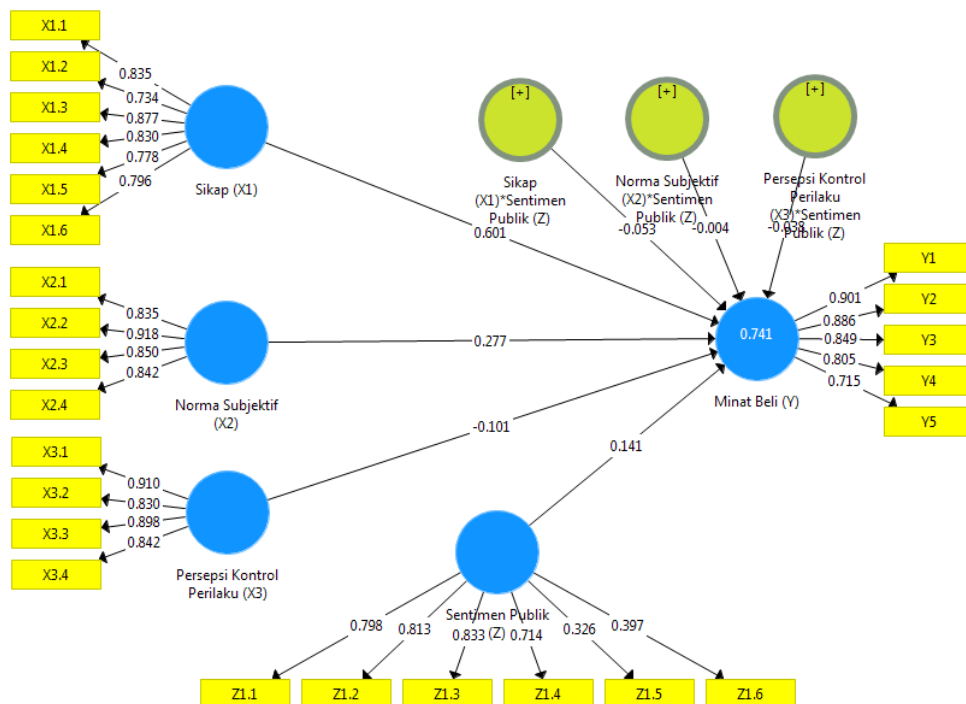 X1.1
X1.2
X1.3
X1.4
X1.5
X1.6
0.835
0.734
0.877
0.830
0.778
0.796
Sikap (X1)
[+]
[+]
[+]
Sikap
(X1)*Sentimen
Publik (Z)
Norma Subjektif
(X2)*Sentimen
Publik (Z)
Persepsi Kontrol
Perilaku
(X3)*Sentimen
Publik (Z)
0.601
-0.053
-0.004
-0.038
X2.1
X2.2
X2.3
X2.4
0.835
0.918
0.850
0.842
Norma Subjektif
(X2)
0.277
0.741
Minat Beli (Y)
0.901
0.886
0.849
0.805
0.715
Y1
Y2
Y3
Y4
Y5
X3.1
X3.2
X3.3
X3.4
0.910
0.830
0.898
0.842
Persepsi Kontrol
Perilaku (X3)
-0.101
0.141
Sentimen Publik
(Z)
0.798
0.813
0.833
0.714
0.326
0.397
Z1.1
Z1.2
Z1.3
Z1.4
Z1.5
Z1.6